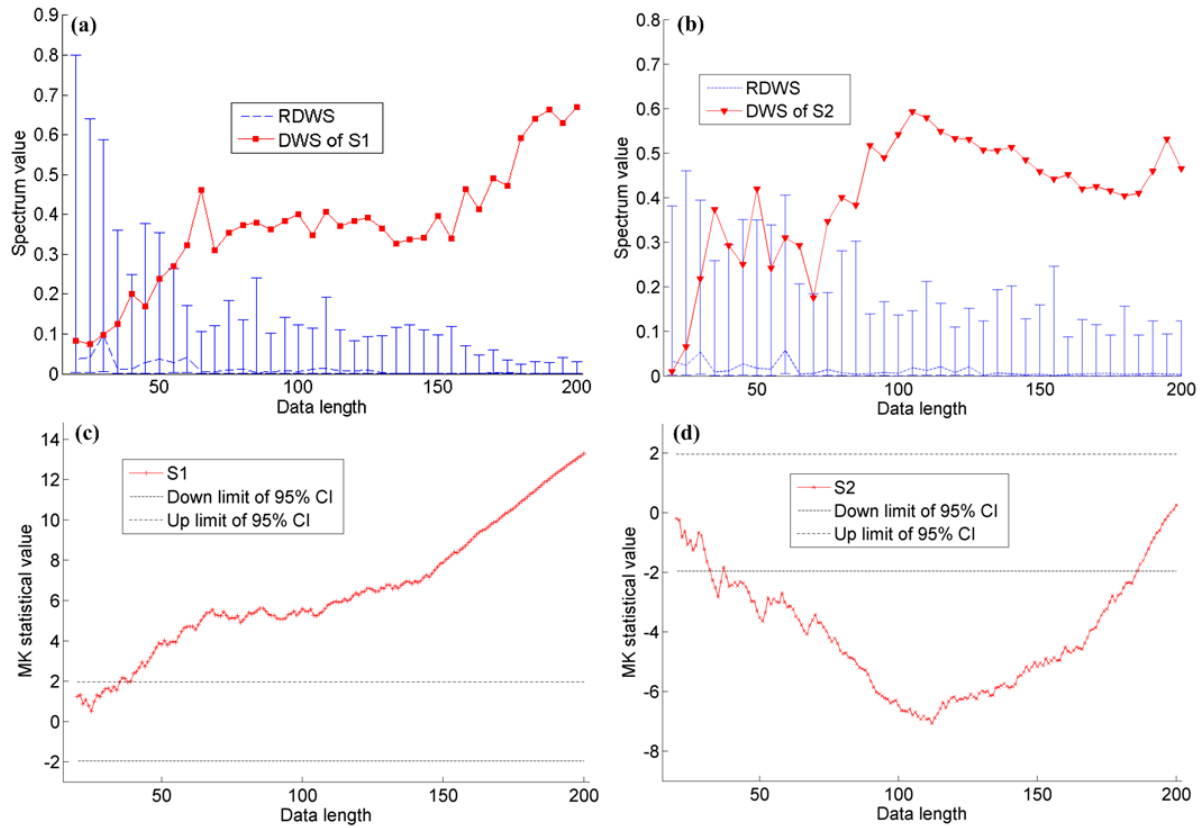 (a)
Spectrum value
0.9
0.8
0.7
0.6
0.5
0.4
0.3
0.2
0.1
0
RDWS
DWS of S1
50
100
150
200
Data length
(b)
Spectrum value
0.8
0.7
0.6
0.5
0.4
0.3
0.2
0.1
0
RDWS
DWS of S2
50
100
150
200
Data length
(c)
MK statistical value
14
12
10
8
6
4
2
0
-2
S1
Down limit of 95% CI
Up limit of 95% CI
50
100
150
200
Data length
(d)
MK statistical value
2
0
-2
-4
-6
-8
S2
Down limit of 95% CI
Up limit of 95% CI
-2
50
100
150
200
Data length